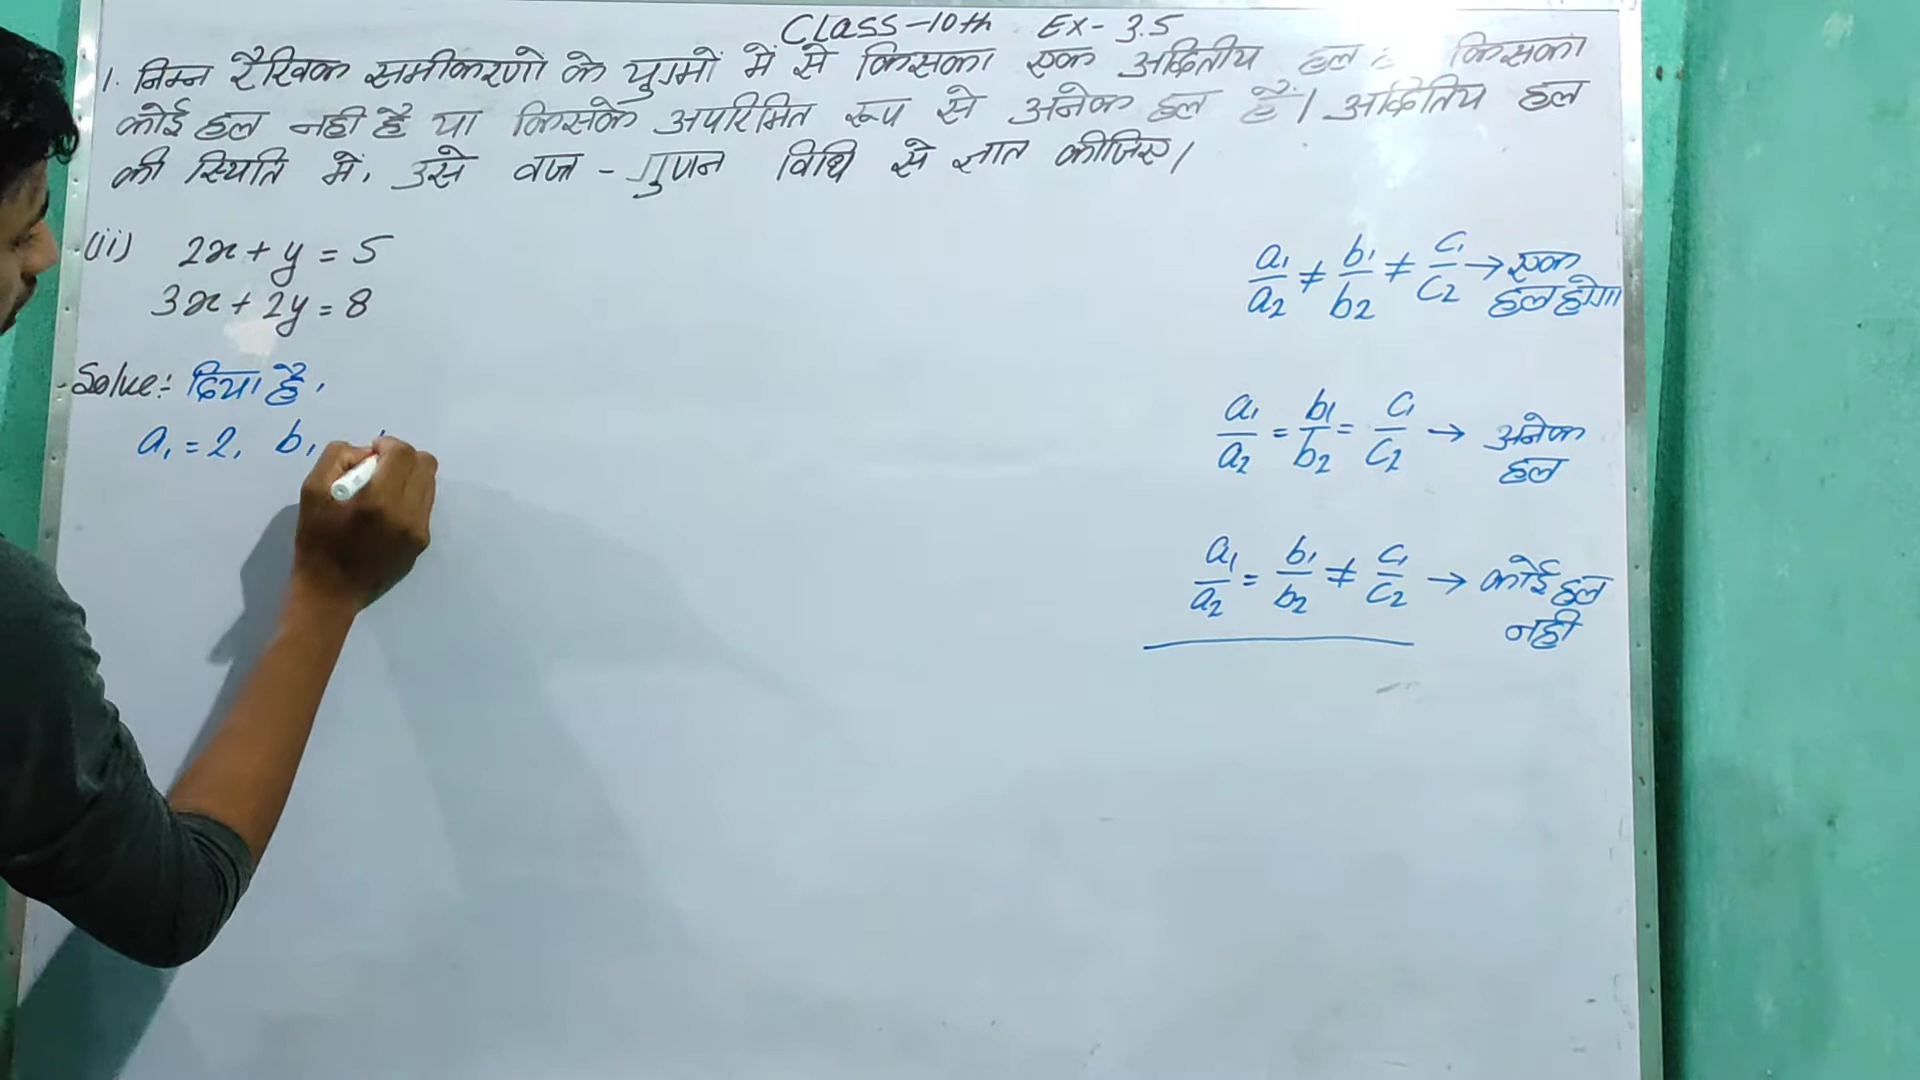 Class-10th Ex- 3.5
1. निम्न रैखिक समीकरणों के युग्मों में से किसका एक अद्वितीय हल किसका
कोई हल नही है या किसके अपरिमित रूप से अनेक हल हैं। अद्वितिय हल
की स्थिति में, उसे वज्र - गुणन विधि से ज्ञात कीजिए।
(ii) 2x + y = 5
3x + 2y = 8
Solve:- दिया है,
a₁ = 2, b₁
a₁/a₂ ≠ b₁/b₂ ≠ c₁/c₂ → एक
हल होगा
a₁/a₂ = b₁/b₂ = c₁/c₂ → अनेक
हल
a₁/a₂ = b₁/b₂ ≠ c₁/c₂ → कोई हल
नही